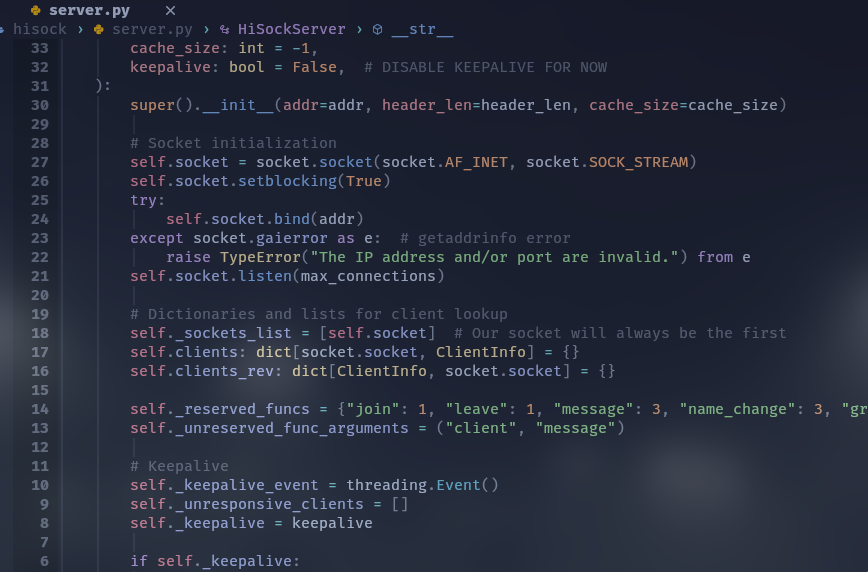 server.py ×
hisock > server.py > HiSockServer > __str__
33 cache_size: int = -1,
32 keepalive: bool = False,  # DISABLE KEEPALIVE FOR NOW
31 ):
30 super().__init__(addr=addr, header_len=header_len, cache_size=cache_size)
29
28 # Socket initialization
27 self.socket = socket.socket(socket.AF_INET, socket.SOCK_STREAM)
26 self.socket.setblocking(True)
25 try:
24 self.socket.bind(addr)
23 except socket.gaierror as e:  # getaddrinfo error
22 raise TypeError("The IP address and/or port are invalid.") from e
21 self.socket.listen(max_connections)
20
19 # Dictionaries and lists for client lookup
18 self._sockets_list = [self.socket]  # Our socket will always be the first
17 self.clients: dict[socket.socket, ClientInfo] = {}
16 self.clients_rev: dict[ClientInfo, socket.socket] = {}
15
14 self._reserved_funcs = {"join": 1, "leave": 1, "message": 3, "name_change": 3, "gr
13 self._unreserved_func_arguments = ("client", "message")
12
11 # Keepalive
10 self._keepalive_event = threading.Event()
9 self._unresponsive_clients = []
8 self._keepalive = keepalive
7
6 if self._keepalive: